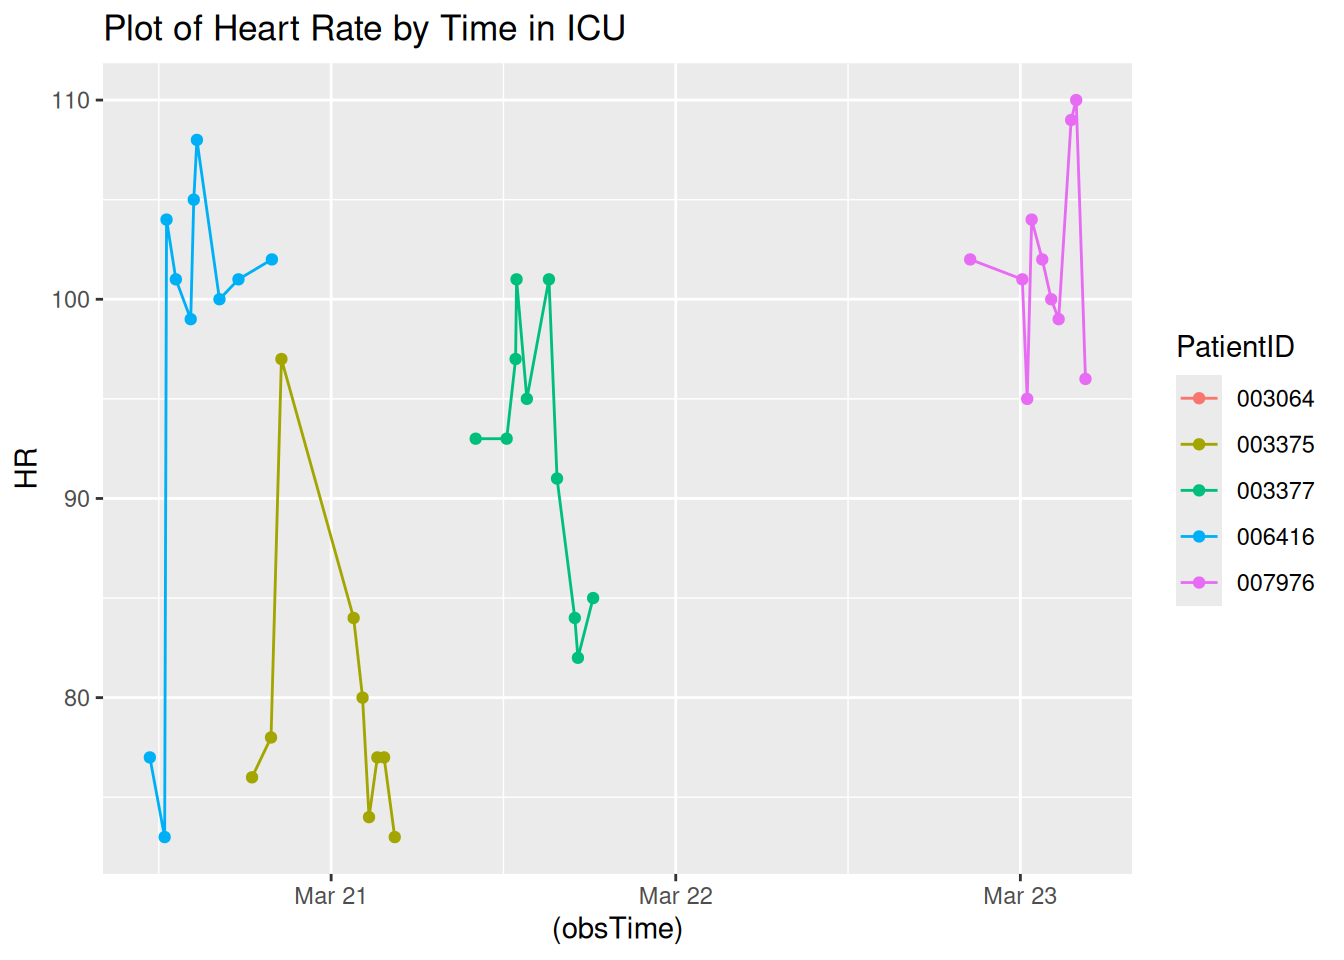 Plot of Heart Rate by Time in ICU
110
100
90
80
HR
Mar 21
Mar 22
Mar 23
(obsTime)
PatientID
003064
003375
003377
006416
007976